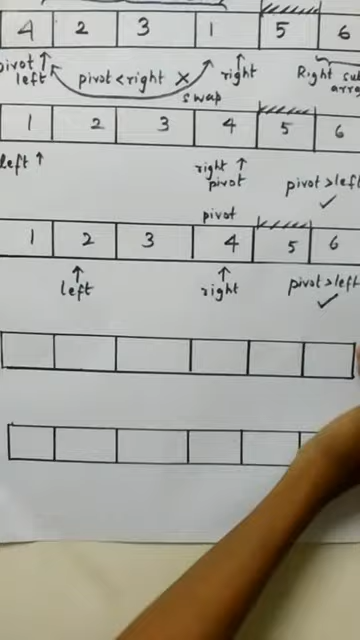 4 2 3 1 5 6
pivot
left pivot < right × right Right sub
swap arra
1 2 3 4 5 6
left right
pivot pivot > left
✓
pivot
1 2 3 4 5 6
left right pivot > left
✓